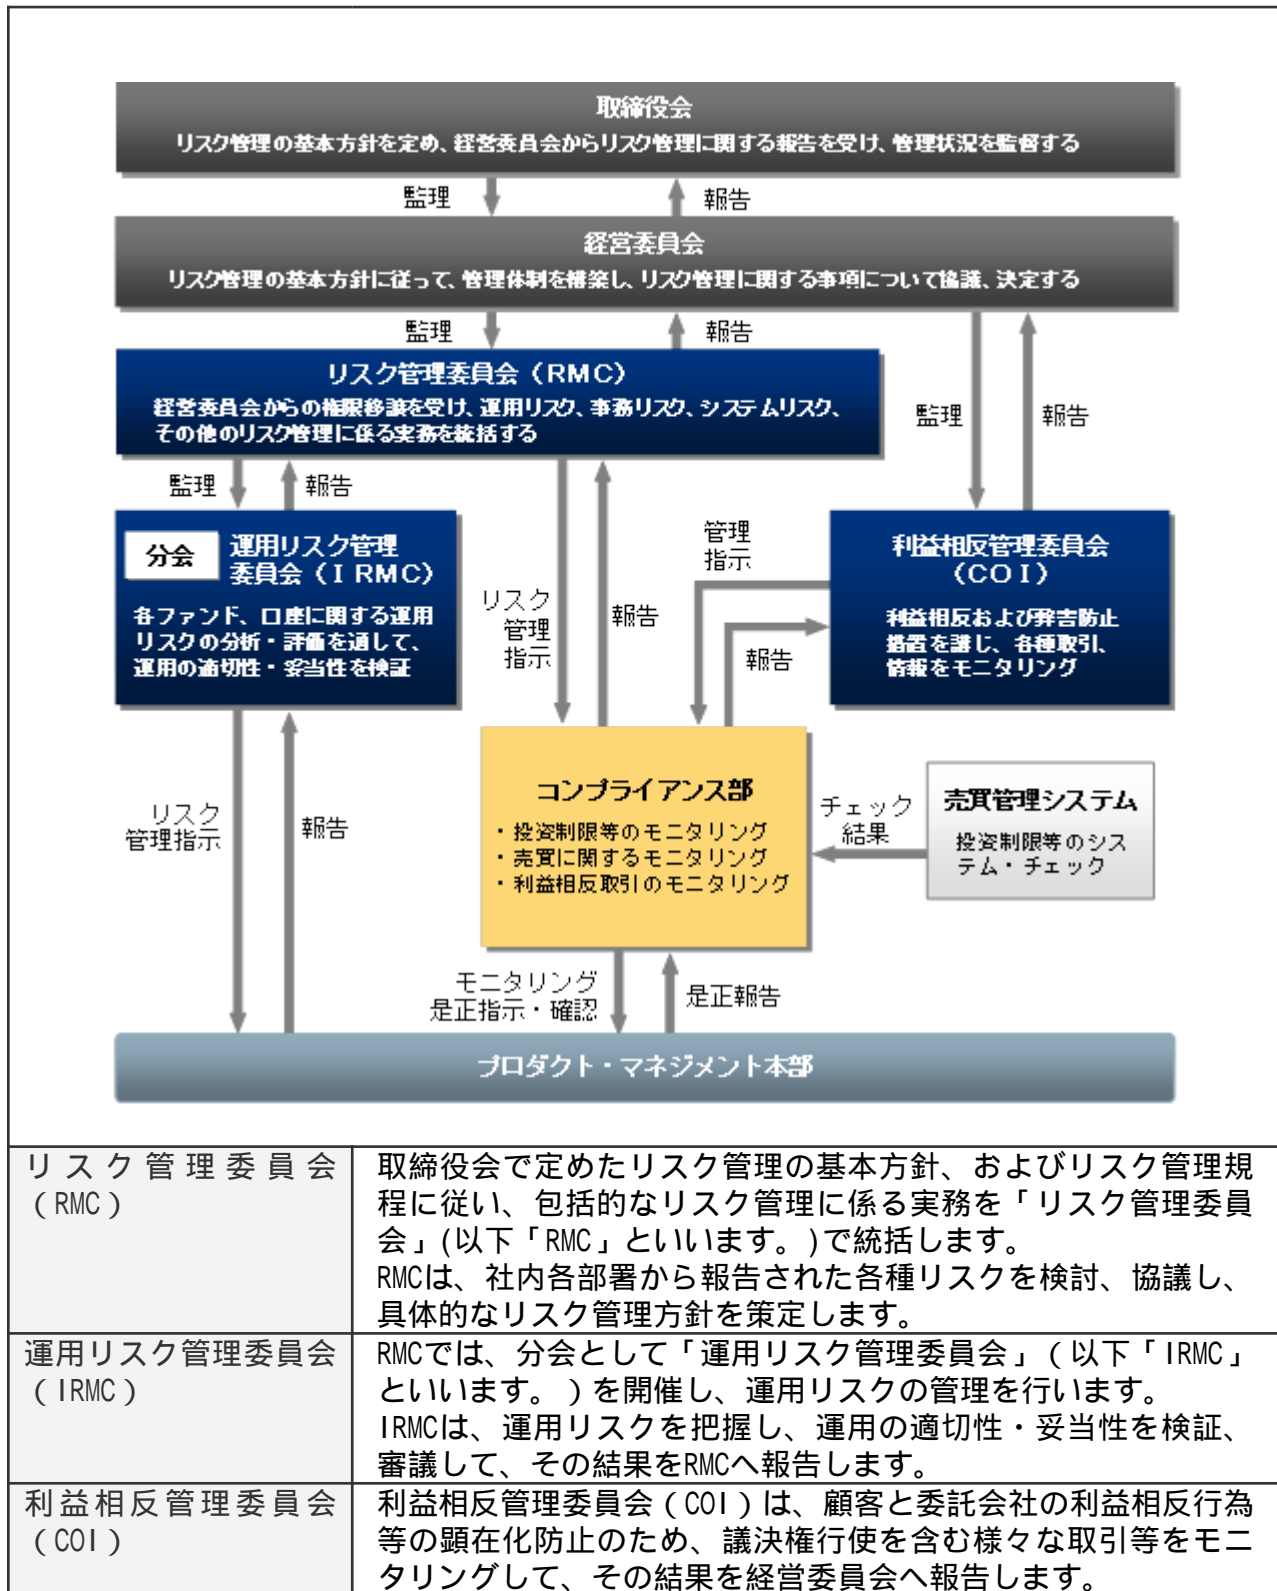 取締役会
リスク管理の基本方針を定め、経営委員会からリスク管理に関する報告を受け、管理状況を監督する
監理
報告
経営委員会
リスク管理の基本方針に従って、管理体制を構築し、リスク管理に関する事項について協議、決定する
監理
報告
リスク管理委員会（RMC）
経営委員会からの権限移譲を受け、運用リスク、事務リスク、システムリスク、
その他のリスク管理に係る実務を統括する
監理
報告
監理
報告
分会
運用リスク管理
委員会（IRMC）
各ファンド、口座に関する運用
リスクの分析・評価を通して、
運用の適切性・妥当性を検証
リスク
管理
指示
報告
管理
指示
報告
利益相反管理委員会
（COI）
利益相反および弊害防止
措置を講じ、各種取引、
情報をモニタリング
リスク
管理指示
報告
コンプライアンス部
・投資制限等のモニタリング
・売買に関するモニタリング
・利益相反取引のモニタリング
チェック
結果
売買管理システム
投資制限等のシス
テム・チェック
モニタリング
是正指示・確認
是正報告
プロダクト・マネジメント本部
リスク管理委員会
（RMC）
取締役会で定めたリスク管理の基本方針、およびリスク管理規
程に従い、包括的なリスク管理に係る実務を「リスク管理委員
会」(以下「RMC」といいます。)で統括します。
RMCは、社内各部署から報告された各種リスクを検討、協議し、
具体的なリスク管理方針を策定します。
運用リスク管理委員会
（IRMC）
RMCでは、分会として「運用リスク管理委員会」（以下「IRMC」
といいます。）を開催し、運用リスクの管理を行います。
IRMCは、運用リスクを把握し、運用の適切性・妥当性を検証、
審議して、その結果をRMCへ報告します。
利益相反管理委員会
（COI）
利益相反管理委員会（COI）は、顧客と委託会社の利益相反行為
等の顕在化防止のため、議決権行使を含む様々な取引等をモニ
タリングして、その結果を経営委員会へ報告します。